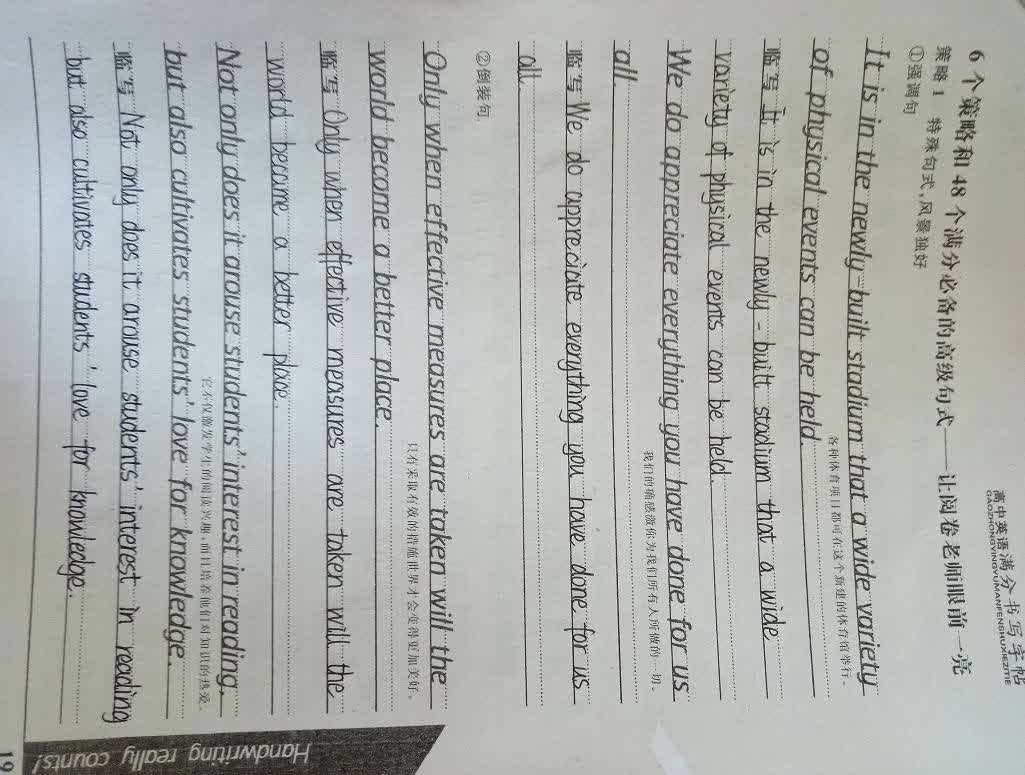 高中英语满分书写字帖
GAOZHONGYINGYUMANFENSHUXIEZITIE
6个策略和48个满分必备的高级句式——让阅卷老师眼前一亮
策略1 特殊句式,风景独好
①强调句
It is in the newly-built stadium that a wide variety
of physical events can be held.
各种体育项目都可在这个新建的体育馆举行。
临写 It is in the newly-built stadium that a wide
variety of physical events can be held.
We do appreciate everything you have done for us
all.
我们的确感激你为我们所有人所做的一切。
临写 We do appreciate everything you have done for us
all.
②倒装句
Only when effective measures are taken will the
world become a better place.
只有采取有效的措施世界才会变得更加美好。
临写 Only when effective measures are taken will the
world become a better place.
Not only does it arouse students' interest in reading,
but also cultivates students' love for knowledge.
它不仅激发学生的阅读兴趣,而且培养他们对知识的热爱。
临写 Not only does it arouse students' interest in reading
but also cultivates students' love for knowledge.
Handwriting really counts!
19